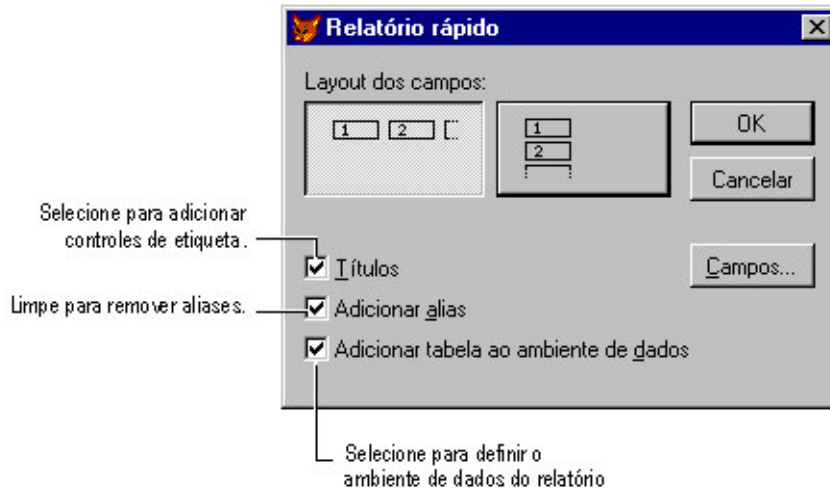 Relatório rápido
Layout dos campos:
1 2
1
2
OK
Cancelar
Selecione para adicionar
controles de etiqueta.
Títulos
Campos...
Limpe para remover aliases.
Adicionar alias
Adicionar tabela ao ambiente de dados
Selecione para definir o
ambiente de dados do relatório